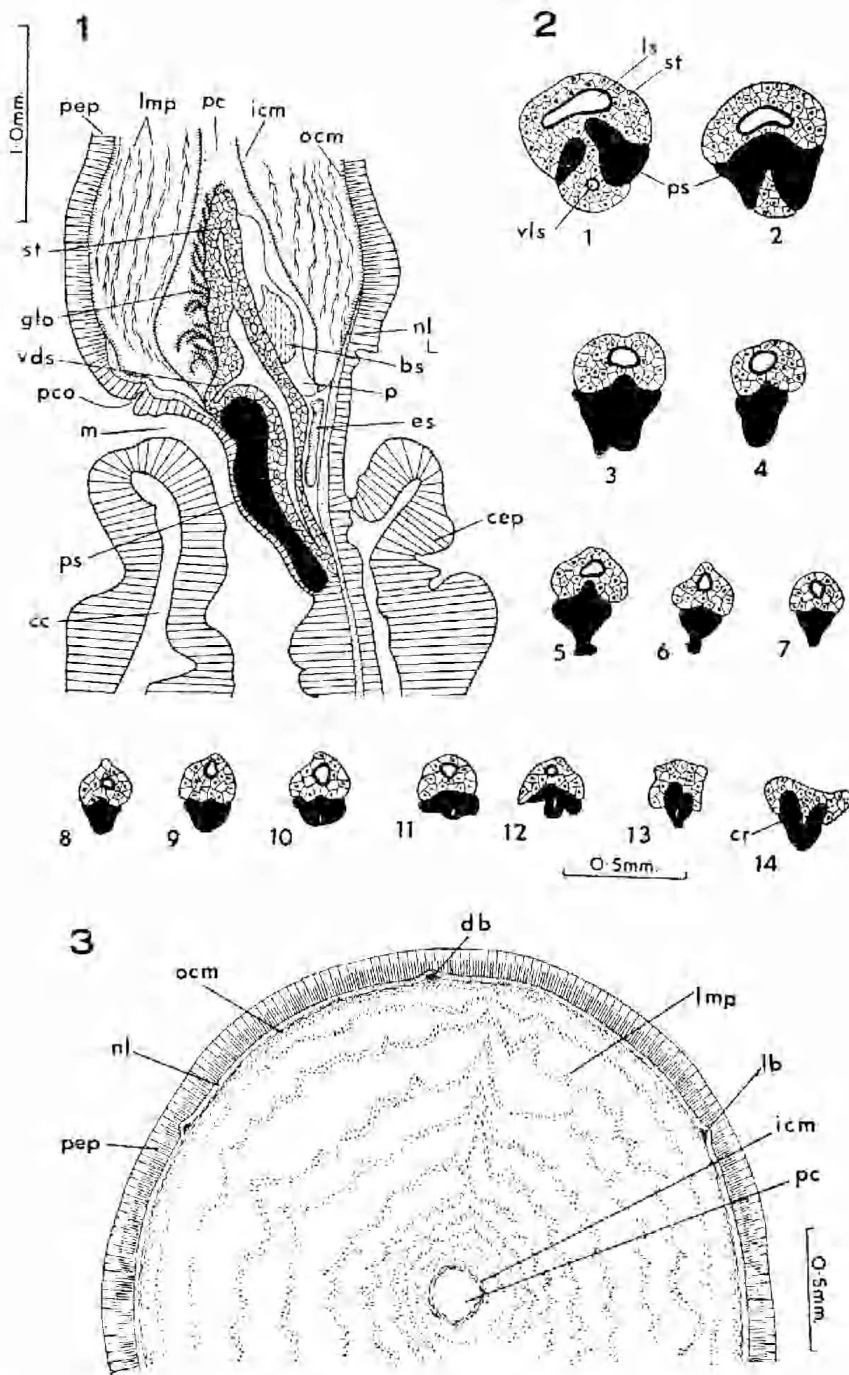 1
1·0mm.
pep
lmp
pc
icm
ocm
st
glo
vds
pco
m
ps
cc
nl
L
bs
p
es
cep
2
ls
st
ps
vls
1
2
3
4
5
6
7
8
9
10
11
12
13
14
cr
0·5mm.
3
db
ocm
lmp
nl
lb
pep
icm
pc
0·5mm.